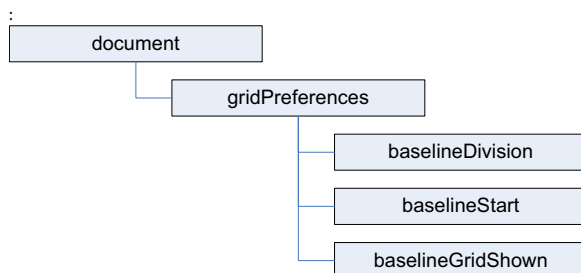 :
document
gridPreferences
baselineDivision
baselineStart
baselineGridShown